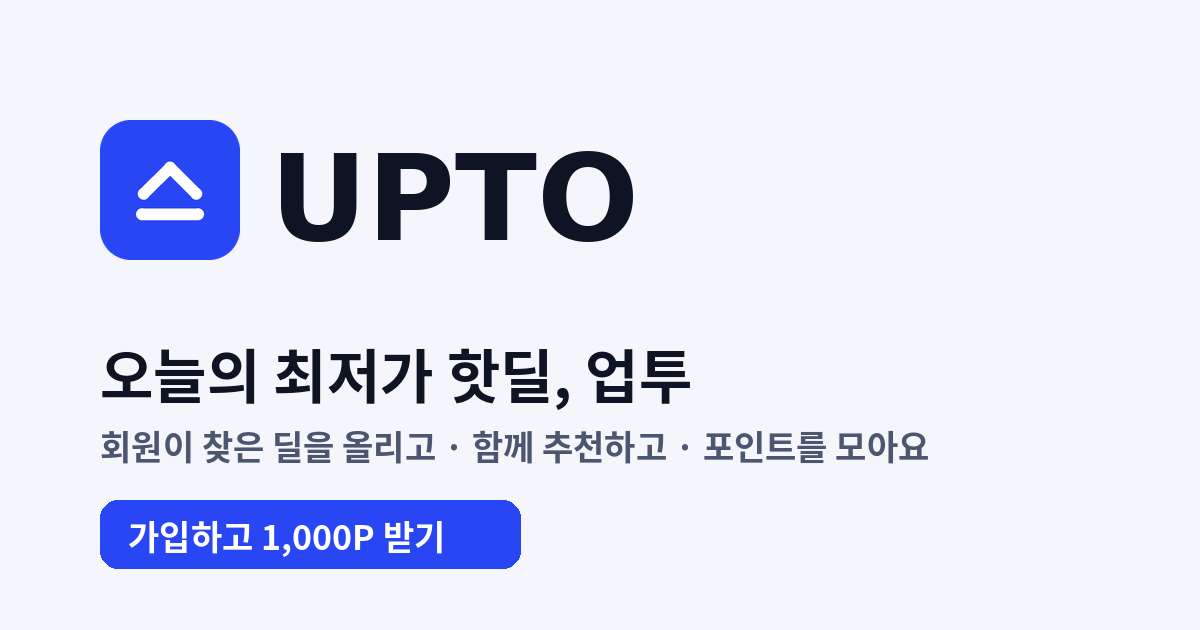 UPTO
오늘의 최저가 핫딜, 업투
회원이 찾은 딜을 올리고 · 함께 추천하고 · 포인트를 모아요
가입하고 1,000P 받기